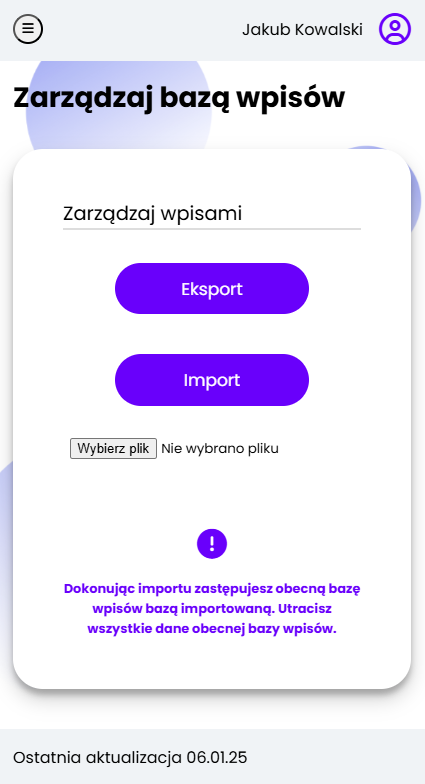 Jakub Kowalski
Zarządzaj bazą wpisów
Zarządzaj wpisami
Eksport
Import
Wybierz plik Nie wybrano pliku
Dokonując importu zastępujesz obecną bazę
wpisów bazą importowaną. Utracisz
wszystkie dane obecnej bazy wpisów.
Ostatnia aktualizacja 06.01.25